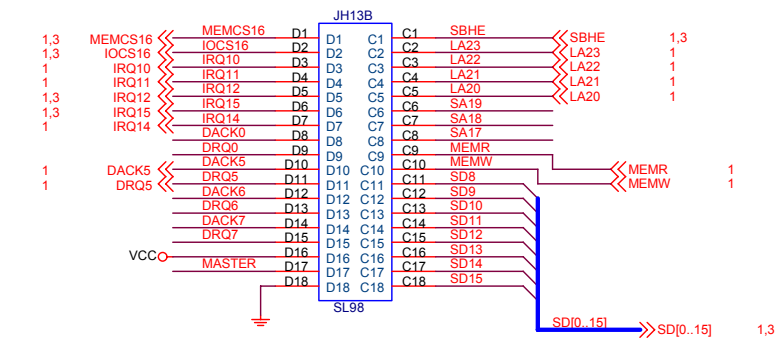 JH13B
MEMCS16 D1 C1 SBHE
1,3 MEMCS16 D1 C1 SBHE 1,3
IOCS16 D2 C2 LA23
1,3 IOCS16 D2 C2 LA23 1
IRQ10 D3 C3 LA22
1 IRQ10 D3 C3 LA22 1
IRQ11 D4 C4 LA21
1 IRQ11 D4 C4 LA21 1
IRQ12 D5 C5 LA20
1,3 IRQ12 D5 C5 LA20 1
IRQ15 D6 C6 SA19
1,3 IRQ15 D6 C6
IRQ14 D7 C7 SA18
1 IRQ14 D7 C7
DACK0 D8 C8 SA17
D8 C8
DRQ0 D9 C9 MEMR
D9 C9
DACK5 D10 C10 MEMW
1 DACK5 D10 C10 MEMR 1
DRQ5 D11 C11 SD8
1 DRQ5 D11 C11 MEMW 1
DACK6 D12 C12 SD9
D12 C12
DRQ6 D13 C13 SD10
D13 C13
DACK7 D14 C14 SD11
D14 C14
DRQ7 D15 C15 SD12
D15 C15
D16 C16 SD13
VCC D16 C16
MASTER D17 C17 SD14
D17 C17
D18 C18 SD15
D18 C18
SL98
SD[0..15]
SD[0..15] 1,3